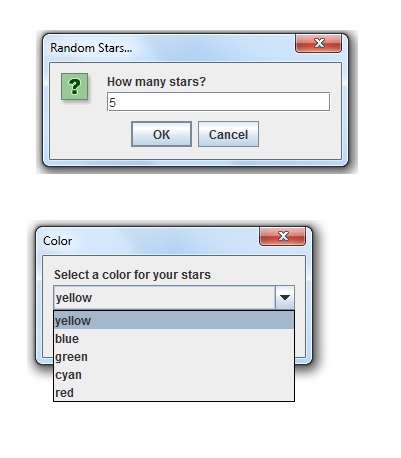 Random Stars...
?
How many stars?
5
OK Cancel
Color
Select a color for your stars
yellow
yellow
blue
green
cyan
red